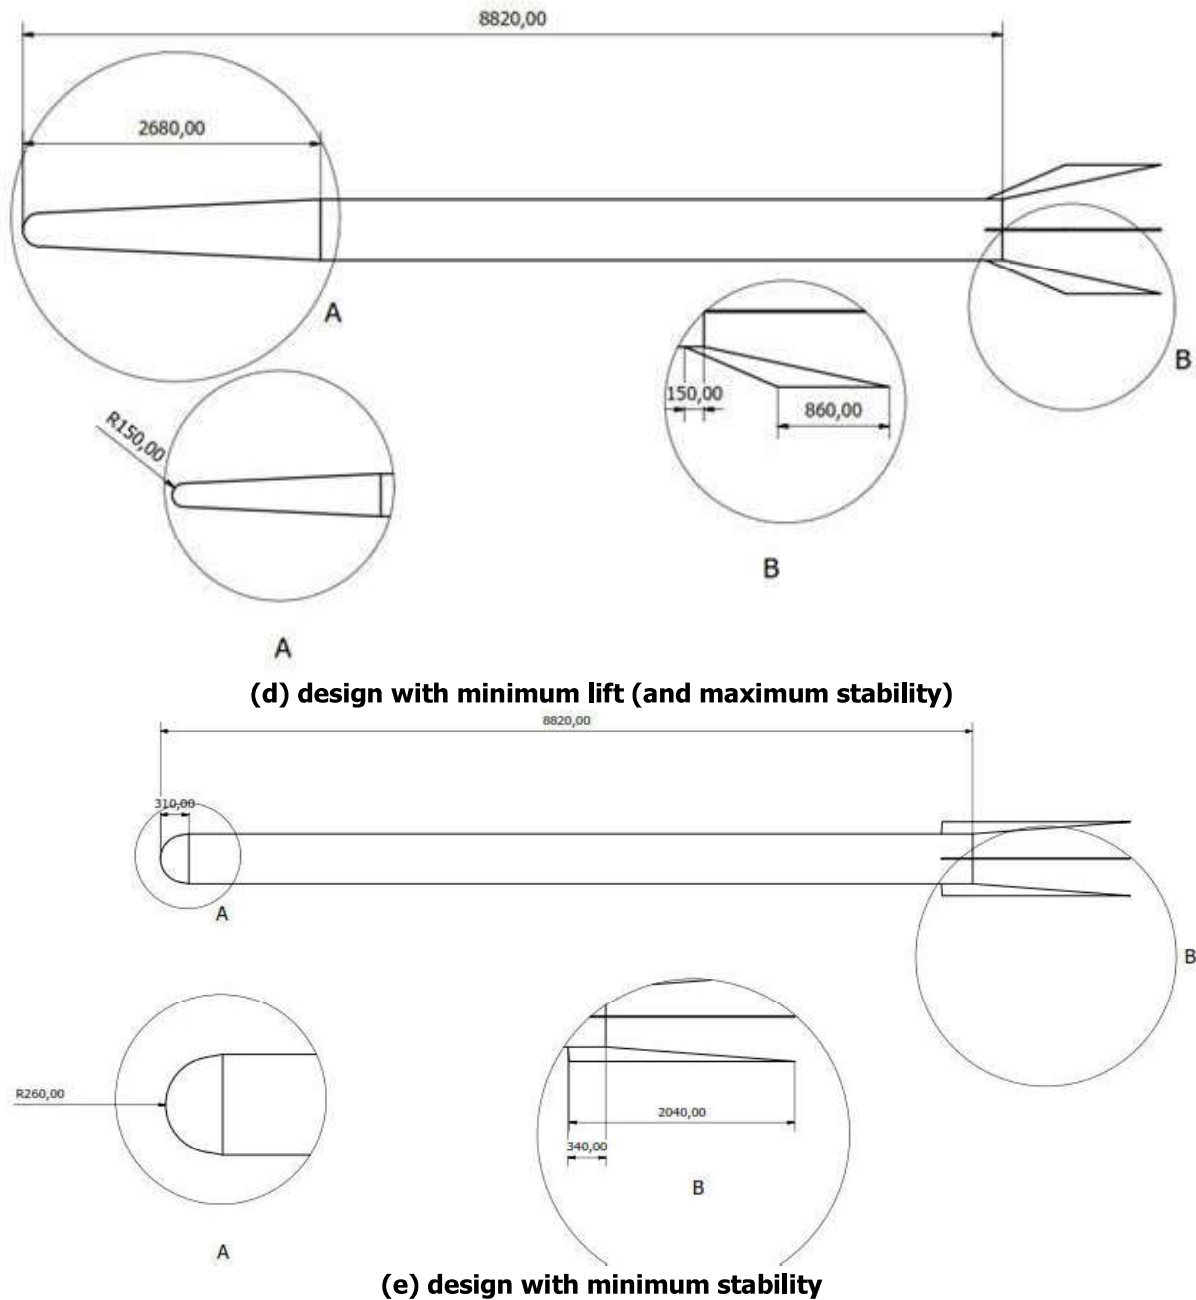 8820,00
2680,00
A
B
R150,00
150,00
860,00
B
A
(d) design with minimum lift (and maximum stability)
8820,00
310,00
A
B
R260,00
2040,00
340,00
B
A
(e) design with minimum stability